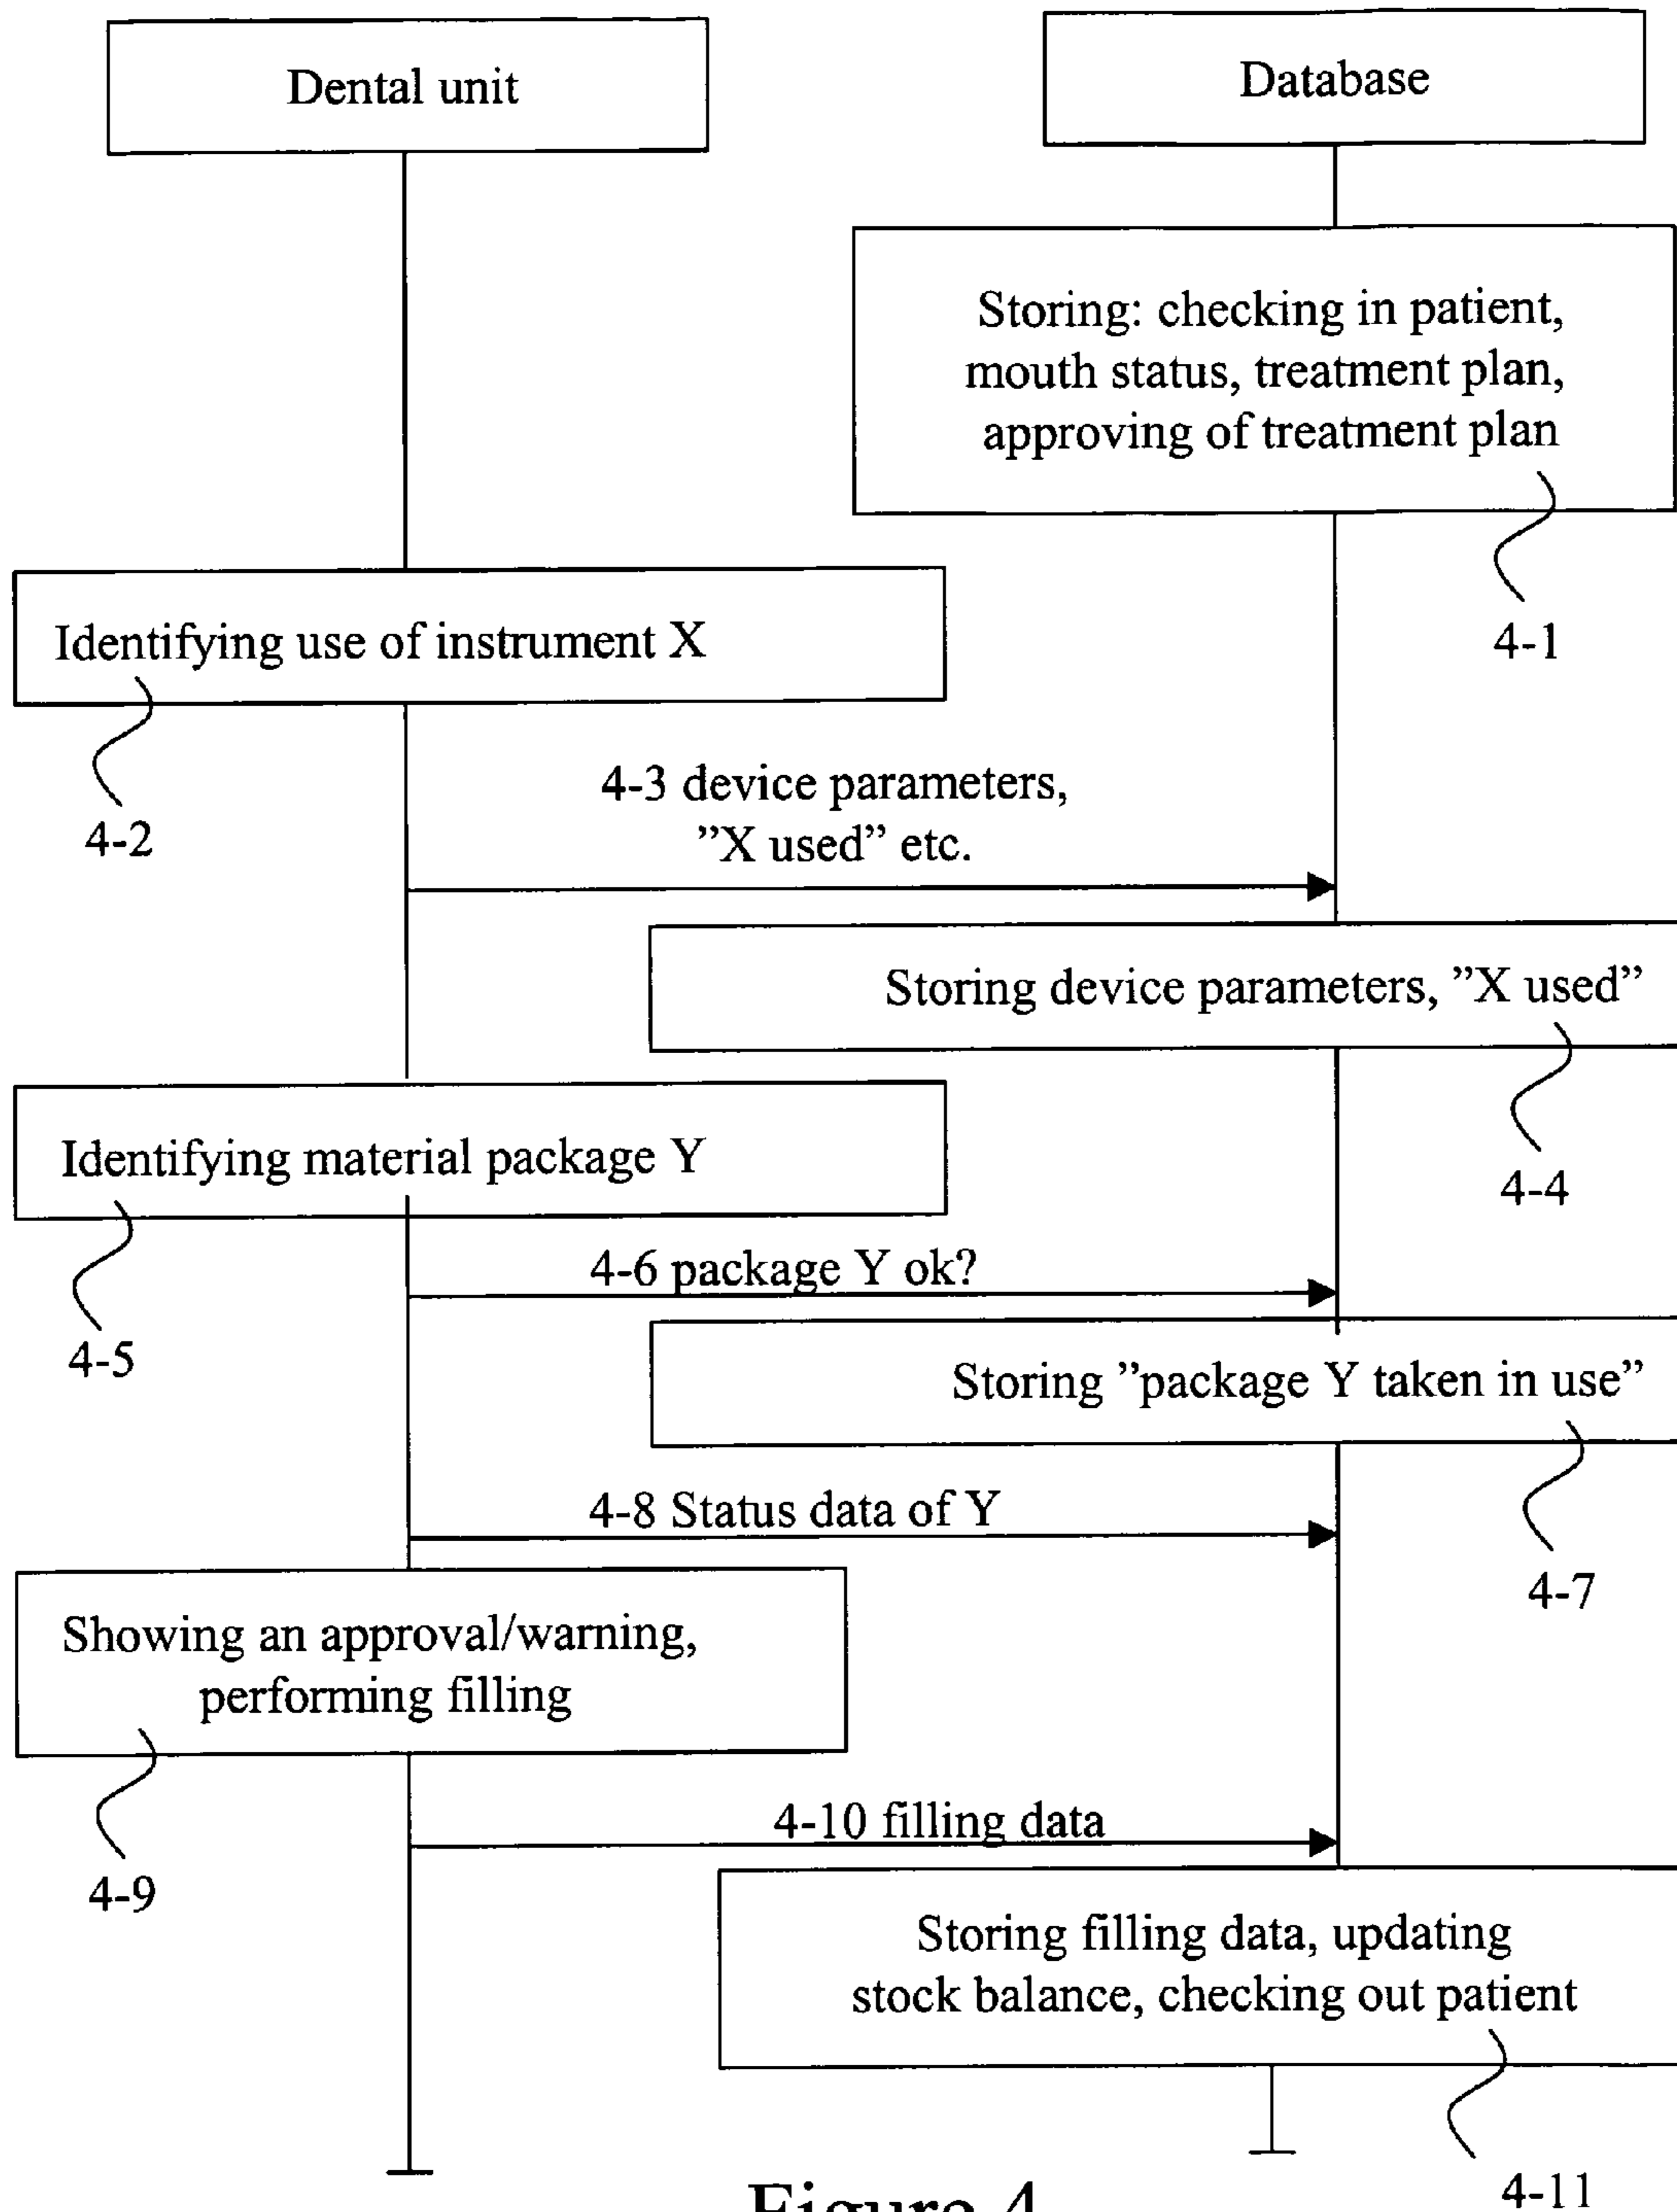 Dental unit
Database
Storing: checking in patient,
mouth status, treatment plan,
approving of treatment plan
4-1
Identifying use of instrument X
4-2
4-3 device parameters,
”X used” etc.
Storing device parameters, ”X used”
4-4
Identifying material package Y
4-5
4-6 package Y ok?
Storing ”package Y taken in use”
4-7
4-8 Status data of Y
Showing an approval/warning,
performing filling
4-9
4-10 filling data
Storing filling data, updating
stock balance, checking out patient
4-11
Figure 4